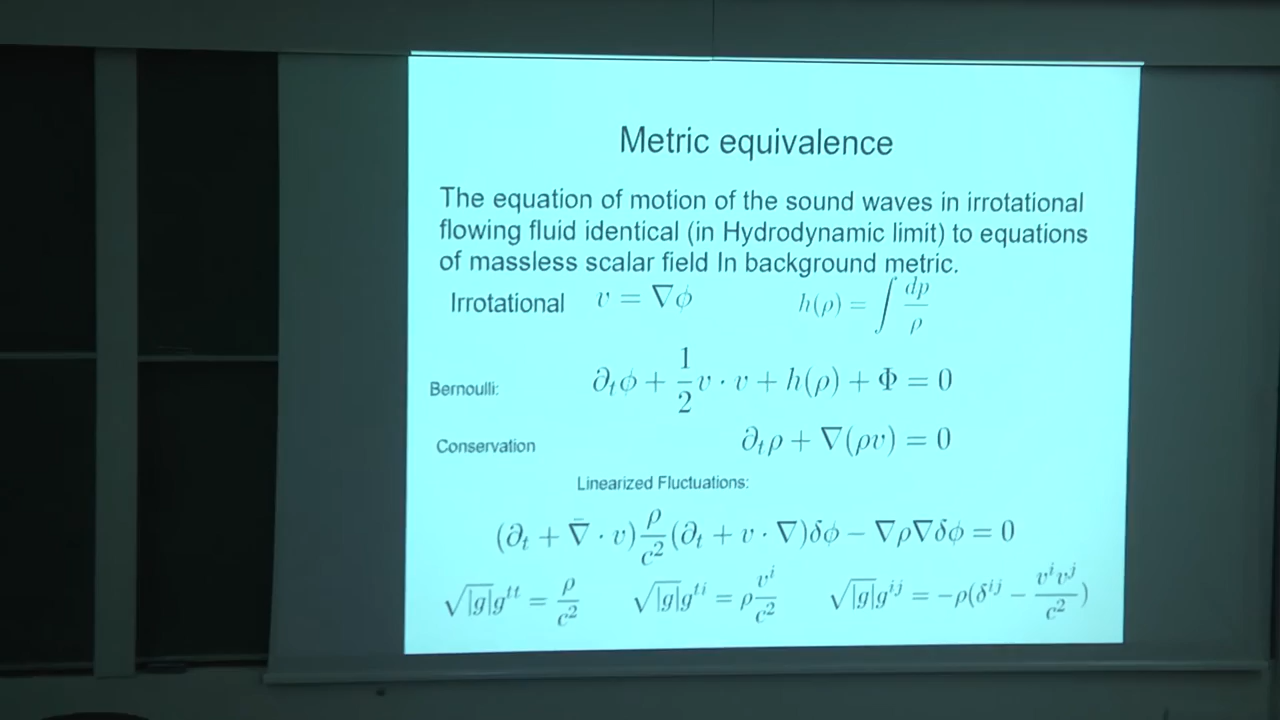 Metric equivalence
The equation of motion of the sound waves in irrotational
flowing fluid identical (in Hydrodynamic limit) to equations
of massless scalar field In background metric.
Irrotational v = ∇ϕ h(ρ) = ∫ dp/ρ
Bernoulli: ∂_tϕ + 1/2 v · v + h(ρ) + Φ = 0
Conservation ∂_tρ + ∇(ρv) = 0
Linearized Fluctuations:
(∂_t + ∇̄ · v) ρ/c² (∂_t + v · ∇)δϕ − ∇ρ∇δϕ = 0
√|g|g^{tt} = ρ/c² √|g|g^{ti} = ρ v^i/c² √|g|g^{ij} = −ρ(δ^{ij} − v^i v^j/c²)